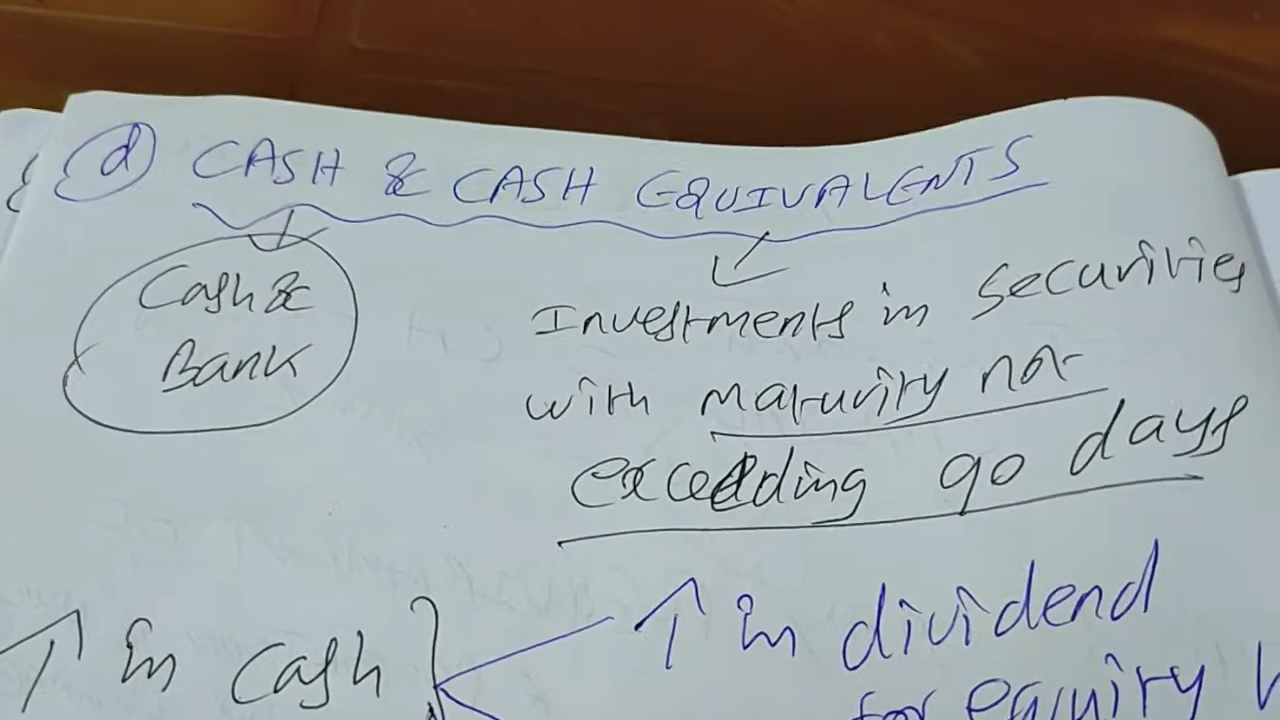 d) CASH & CASH EQUIVALENTS
Cash &
Bank
Investments in securities
with maturity not
exceeding 90 days
↑ in cash }
↑ in dividend
for equity